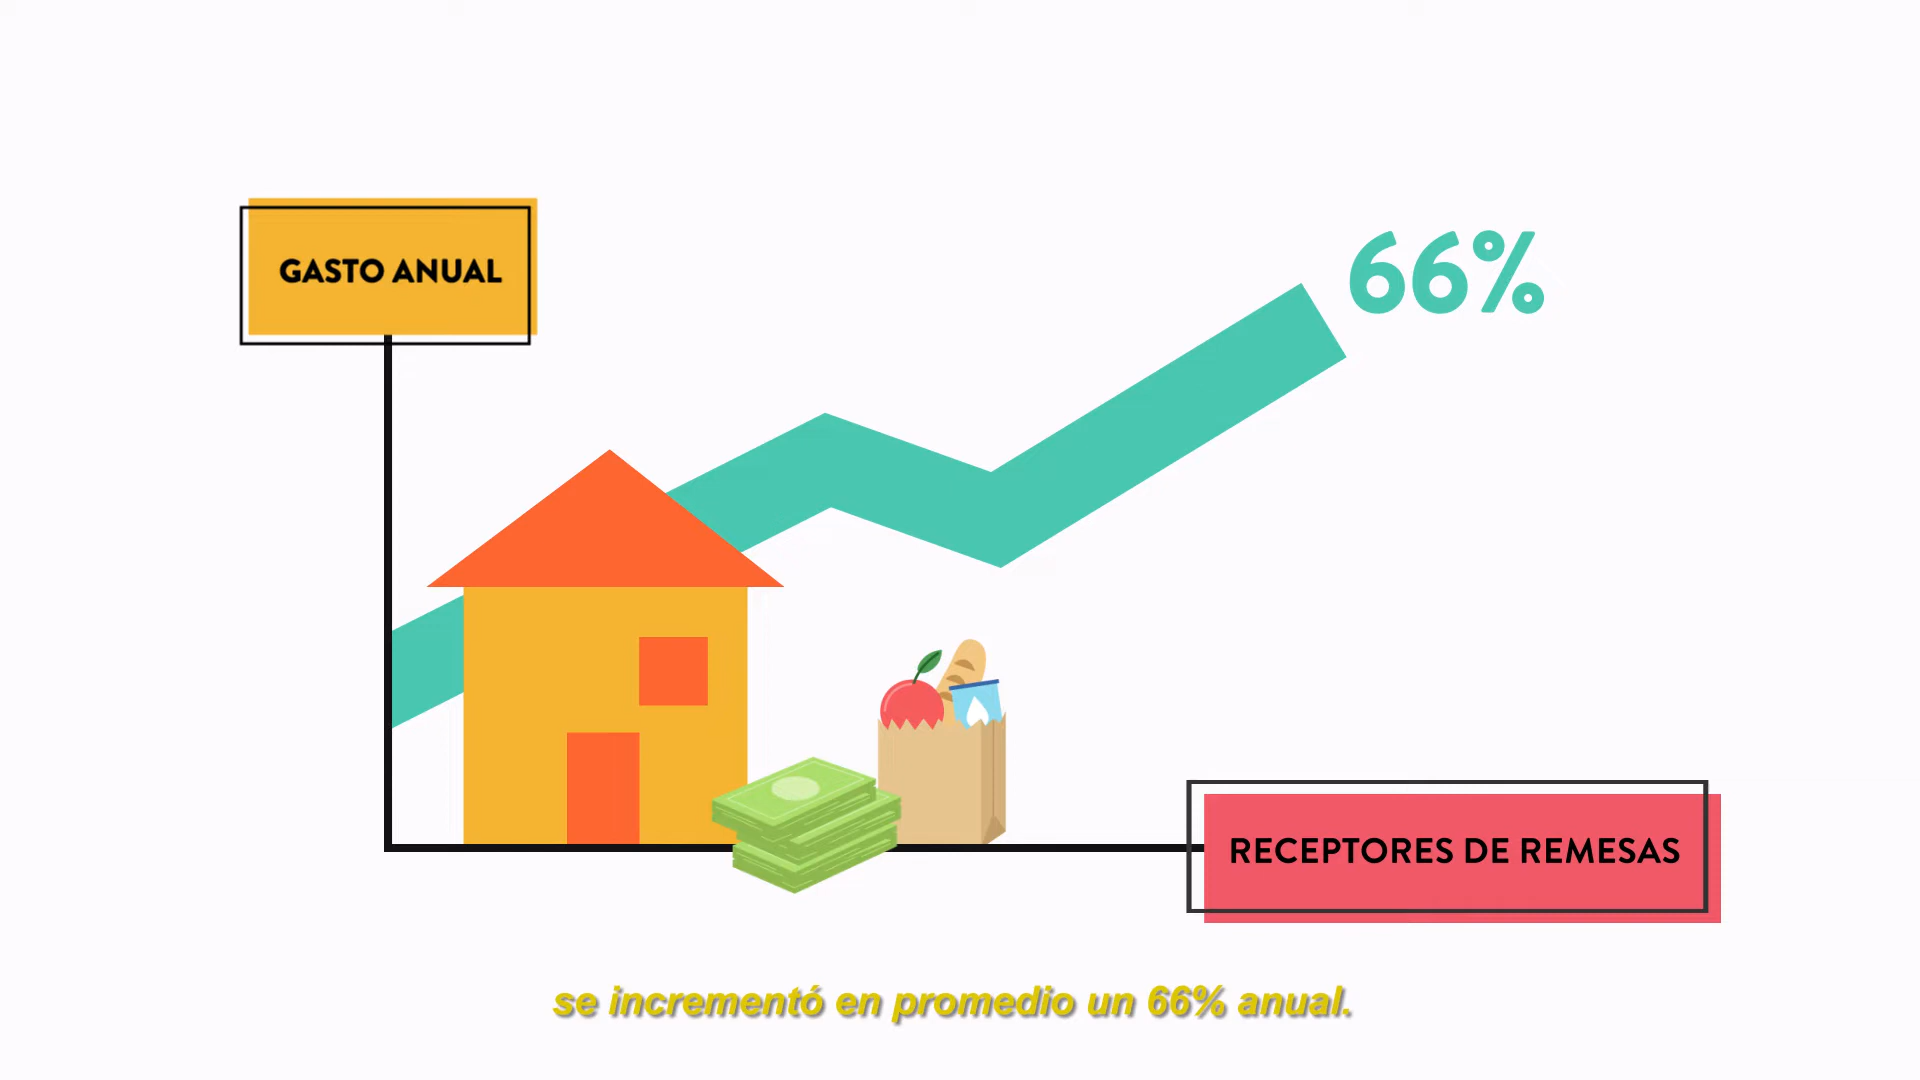 GASTO ANUAL
66%
RECEPTORES DE REMESAS
se incrementó en promedio un 66% anual.